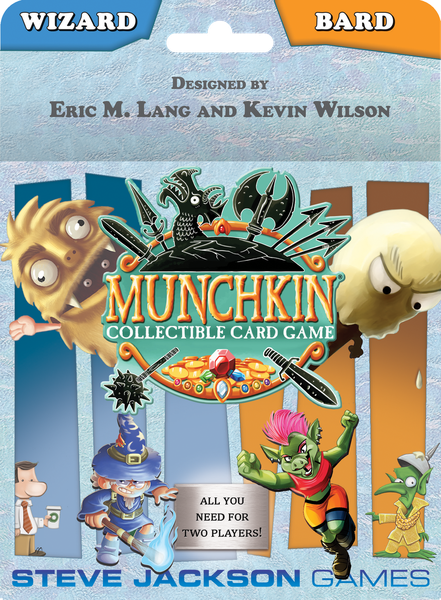 WIZARD
BARD
DESIGNED BY
ERIC M. LANG AND KEVIN WILSON
MUNCHKIN®
COLLECTIBLE CARD GAME
ALL YOU
NEED FOR
TWO PLAYERS!
STEVE JACKSON GAMES